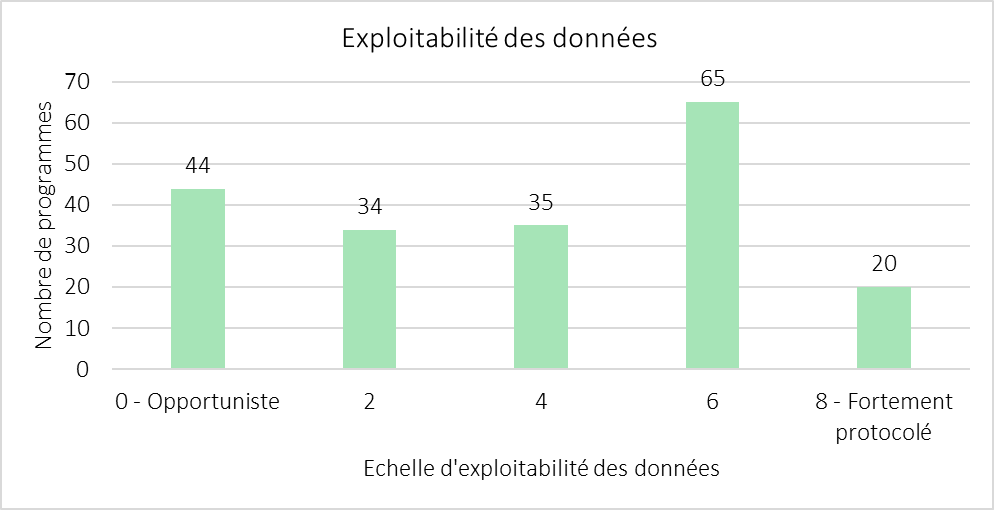 Exploitabilité des données
Nombre de programmes
70
60
50
40
30
20
10
0
44
34
35
65
20
0 - Opportuniste
2
4
6
8 - Fortement
protocolé
Echelle d'exploitabilité des données